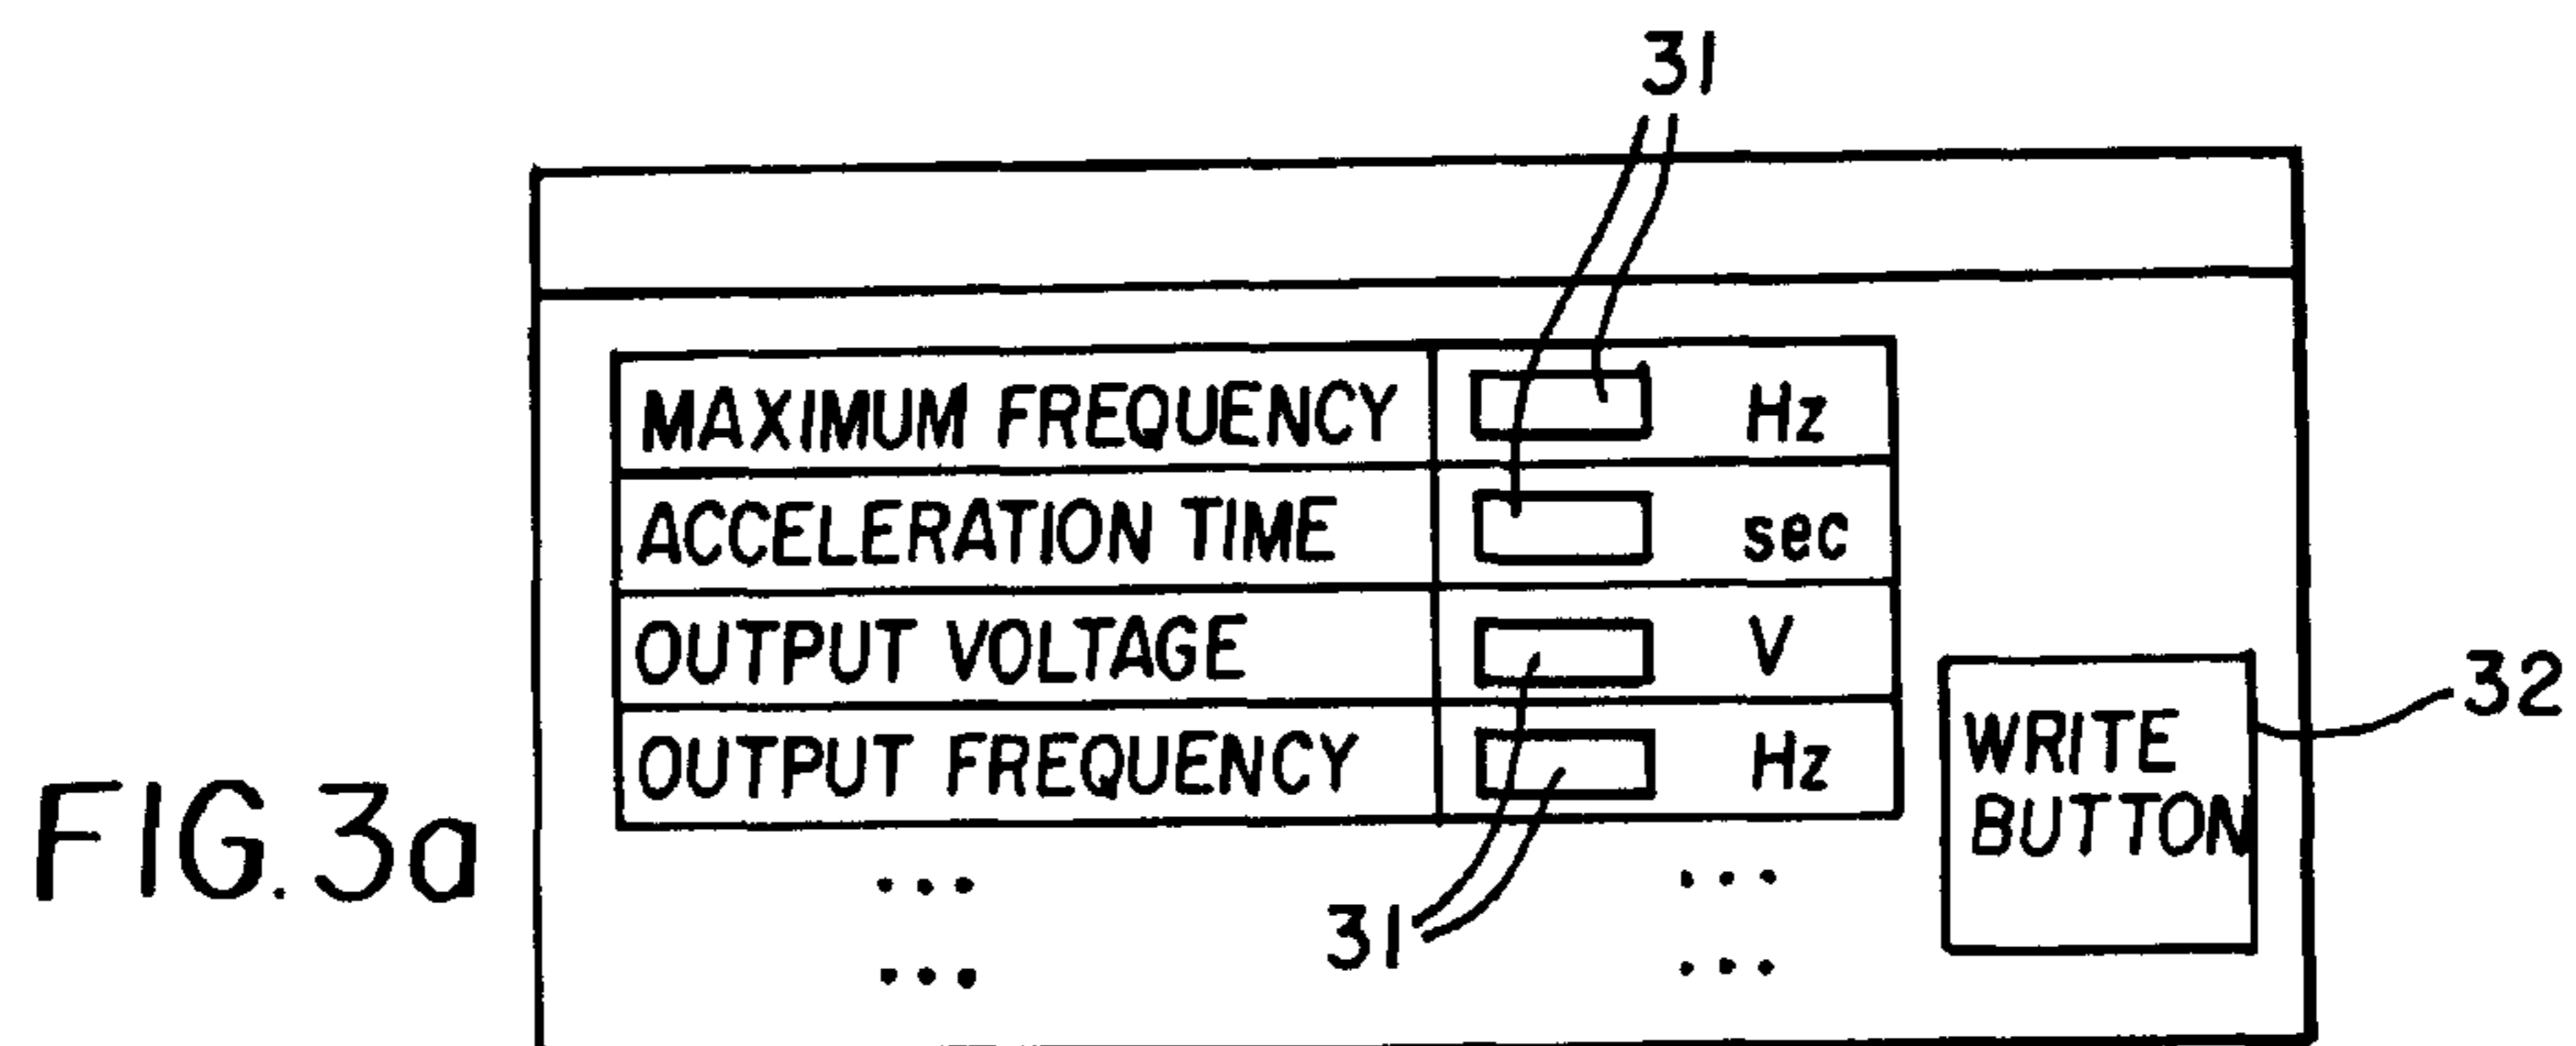 31
MAXIMUM FREQUENCY Hz
ACCELERATION TIME sec
OUTPUT VOLTAGE V
OUTPUT FREQUENCY Hz
... ...
... ...
31
WRITE
BUTTON
32
FIG.3a